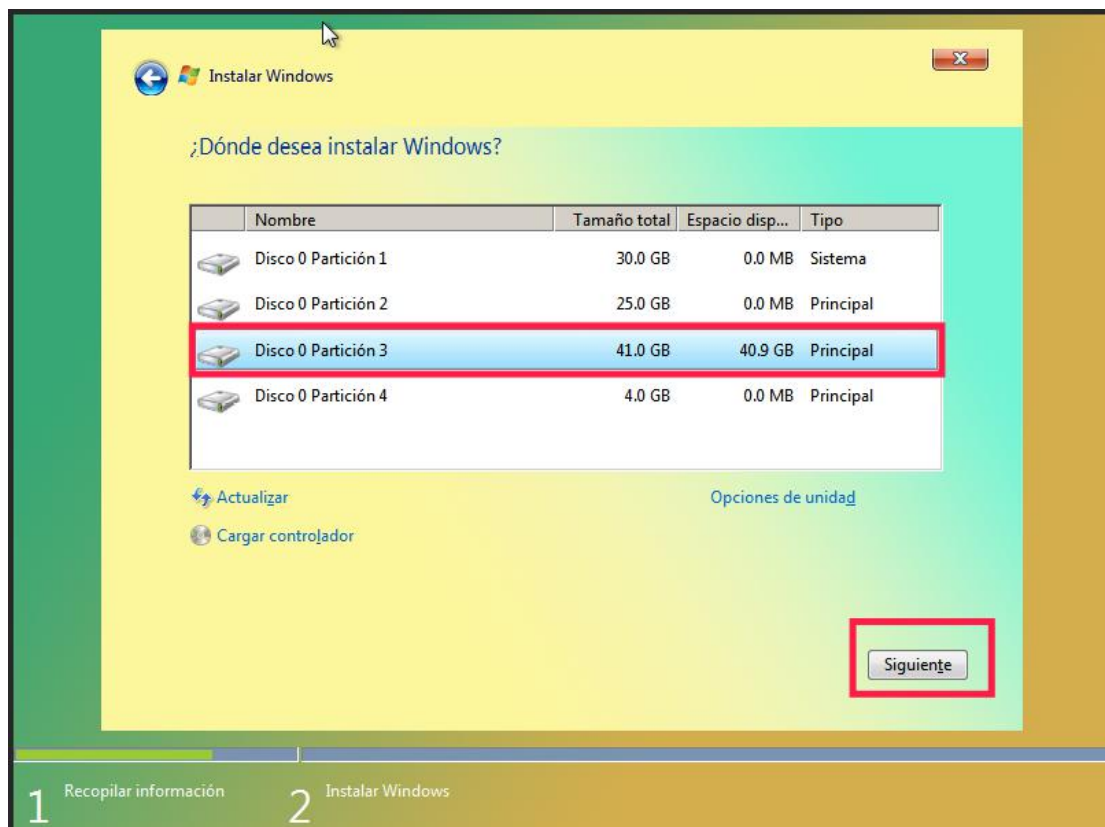 Instalar Windows
¿Dónde desea instalar Windows?
Nombre Tamaño total Espacio disp... Tipo
Disco 0 Partición 1 30.0 GB 0.0 MB Sistema
Disco 0 Partición 2 25.0 GB 0.0 MB Principal
Disco 0 Partición 3 41.0 GB 40.9 GB Principal
Disco 0 Partición 4 4.0 GB 0.0 MB Principal
Actualizar Opciones de unidad
Cargar controlador
Siguiente
1 Recopilar información 2 Instalar Windows